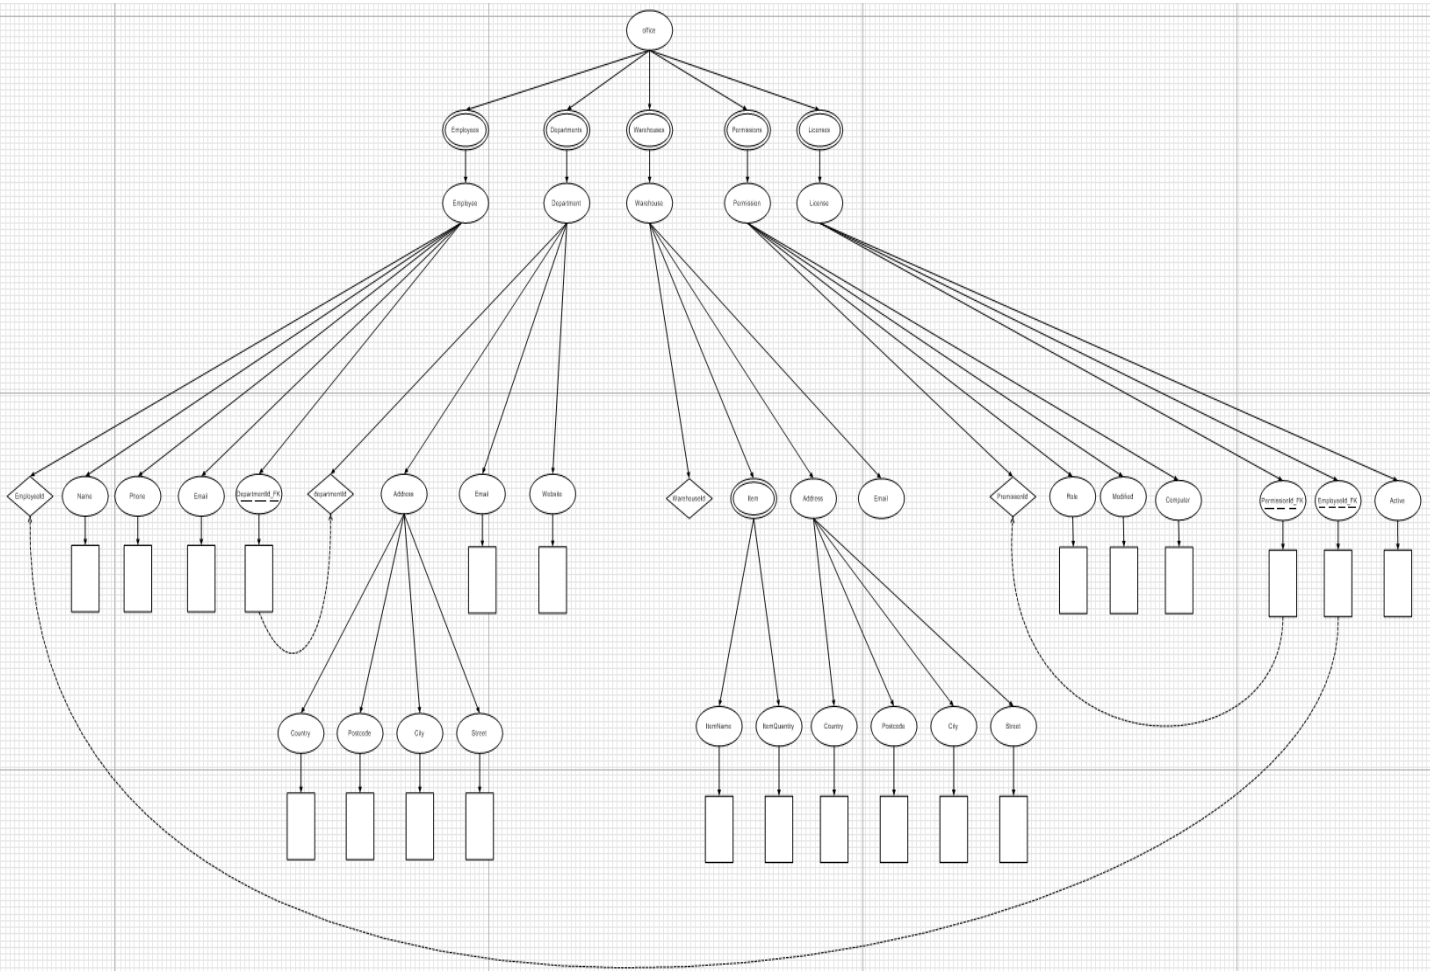 office
Employees
Departments
Warehouses
Permissions
Licenses
Employee
Department
Warehouse
Permission
License
EmployeeId
Name
Phone
Email
DepartmentId_FK
departmentId
Address
Email
Website
WarehouseId
Item
Address
Email
PremissionId
Role
Modified
Computer
PermissionId_FK
EmployeeId_FK
Active
Country
Postcode
City
Street
ItemName
ItemQuantity
Country
Postcode
City
Street